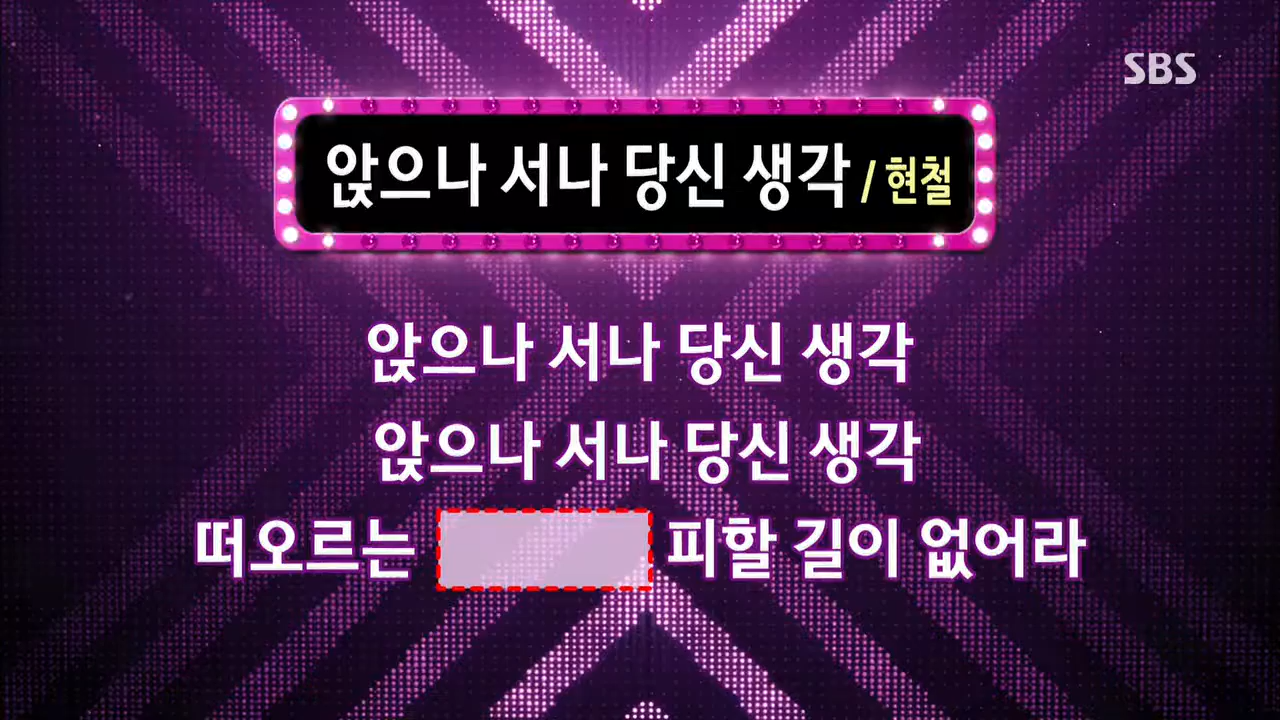 SBS
앉으나 서나 당신 생각 / 현철
앉으나 서나 당신 생각
앉으나 서나 당신 생각
떠오르는 피할 길이 없어라